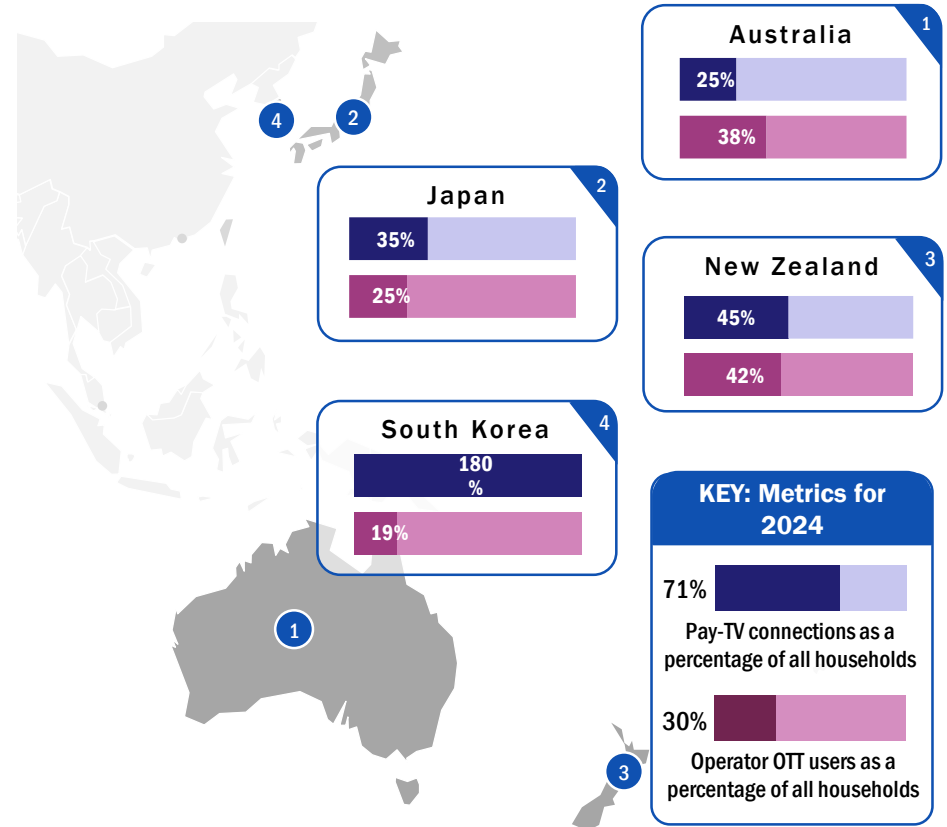 1
Australia
25%
38%
4
2
2
Japan
35%
25%
3
New Zealand
45%
42%
4
South Korea
180
%
19%
1
3
KEY: Metrics for
2024
71%
Pay-TV connections as a
percentage of all households
30%
Operator OTT users as a
percentage of all households